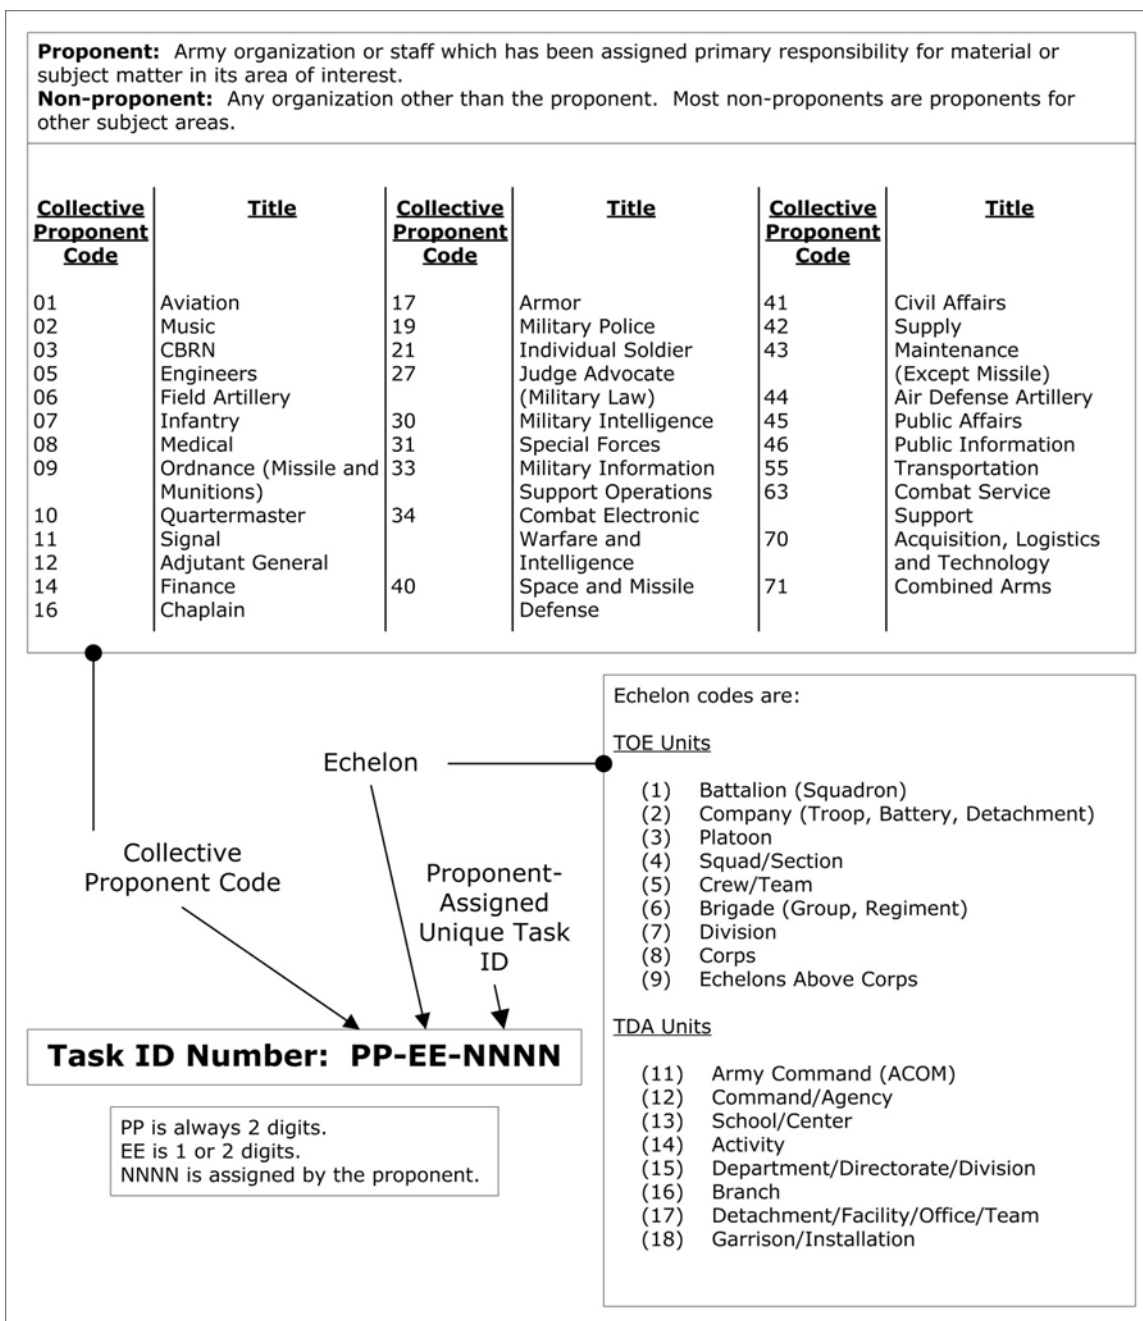 Proponent: Army organization or staff which has been assigned primary responsibility for material or
subject matter in its area of interest.
Non-proponent: Any organization other than the proponent. Most non-proponents are proponents for
other subject areas.
Collective Proponent Code
Title
01 Aviation
02 Music
03 CBRN
05 Engineers
06 Field Artillery
07 Infantry
08 Medical
09 Ordnance (Missile and
Munitions)
10 Quartermaster
11 Signal
12 Adjutant General
14 Finance
16 Chaplain
Collective Proponent Code
Title
17 Armor
19 Military Police
21 Individual Soldier
27 Judge Advocate
(Military Law)
30 Military Intelligence
31 Special Forces
33 Military Information
Support Operations
34 Combat Electronic
Warfare and
Intelligence
40 Space and Missile
Defense
Collective Proponent Code
Title
41 Civil Affairs
42 Supply
43 Maintenance
(Except Missile)
44 Air Defense Artillery
45 Public Affairs
46 Public Information
55 Transportation
63 Combat Service
Support
70 Acquisition, Logistics
and Technology
71 Combined Arms
Echelon
Collective
Proponent Code
Proponent-
Assigned
Unique Task
ID
Task ID Number: PP-EE-NNNN
PP is always 2 digits.
EE is 1 or 2 digits.
NNNN is assigned by the proponent.
Echelon codes are:
TOE Units
(1) Battalion (Squadron)
(2) Company (Troop, Battery, Detachment)
(3) Platoon
(4) Squad/Section
(5) Crew/Team
(6) Brigade (Group, Regiment)
(7) Division
(8) Corps
(9) Echelons Above Corps
TDA Units
(11) Army Command (ACOM)
(12) Command/Agency
(13) School/Center
(14) Activity
(15) Department/Directorate/Division
(16) Branch
(17) Detachment/Facility/Office/Team
(18) Garrison/Installation